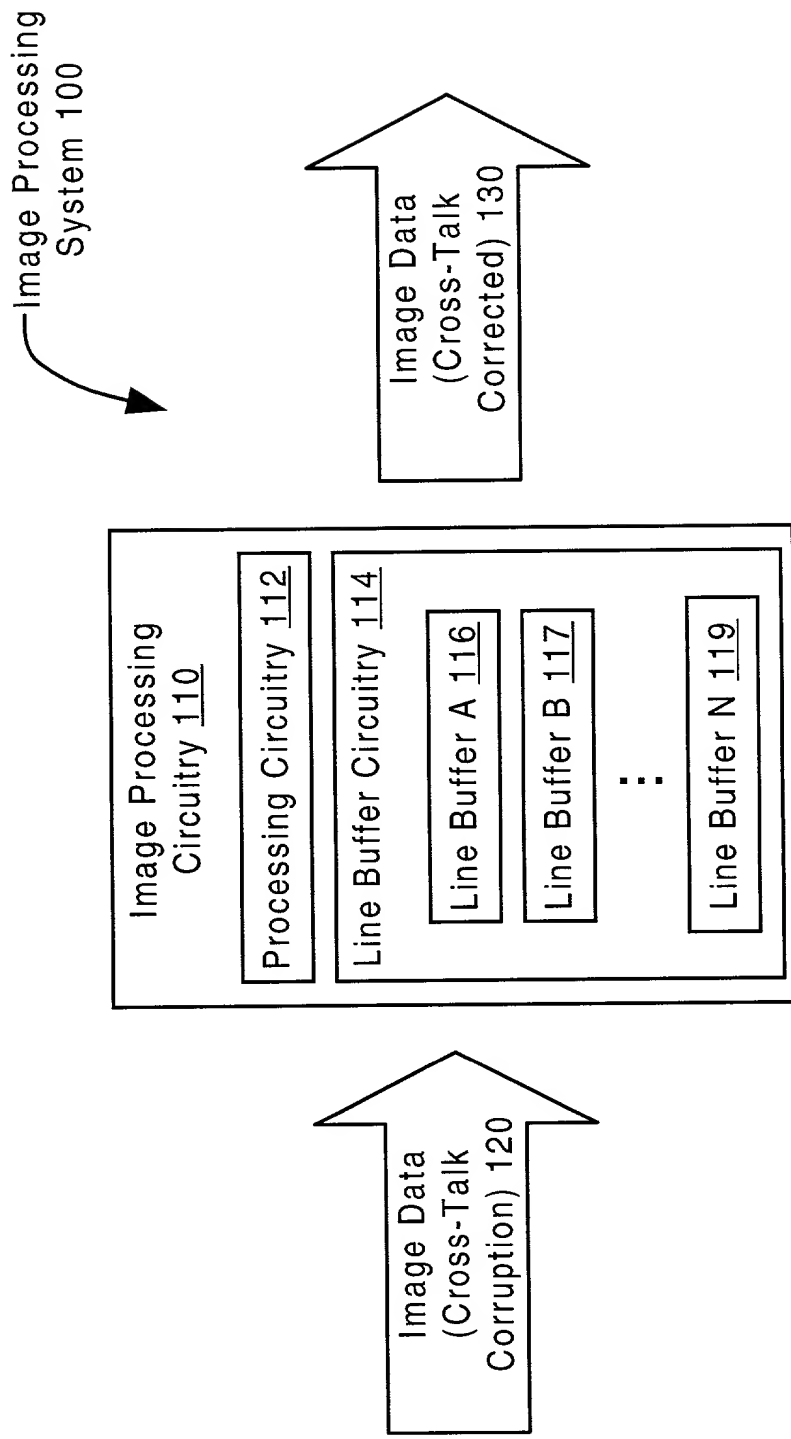 Image Processing
System 100
Image Data
(Cross-Talk
Corruption) 120
Image Processing
Circuitry 110
Processing Circuitry 112
Line Buffer Circuitry 114
Line Buffer A 116
Line Buffer B 117
...
Line Buffer N 119
Image Data
(Cross-Talk
Corrected) 130